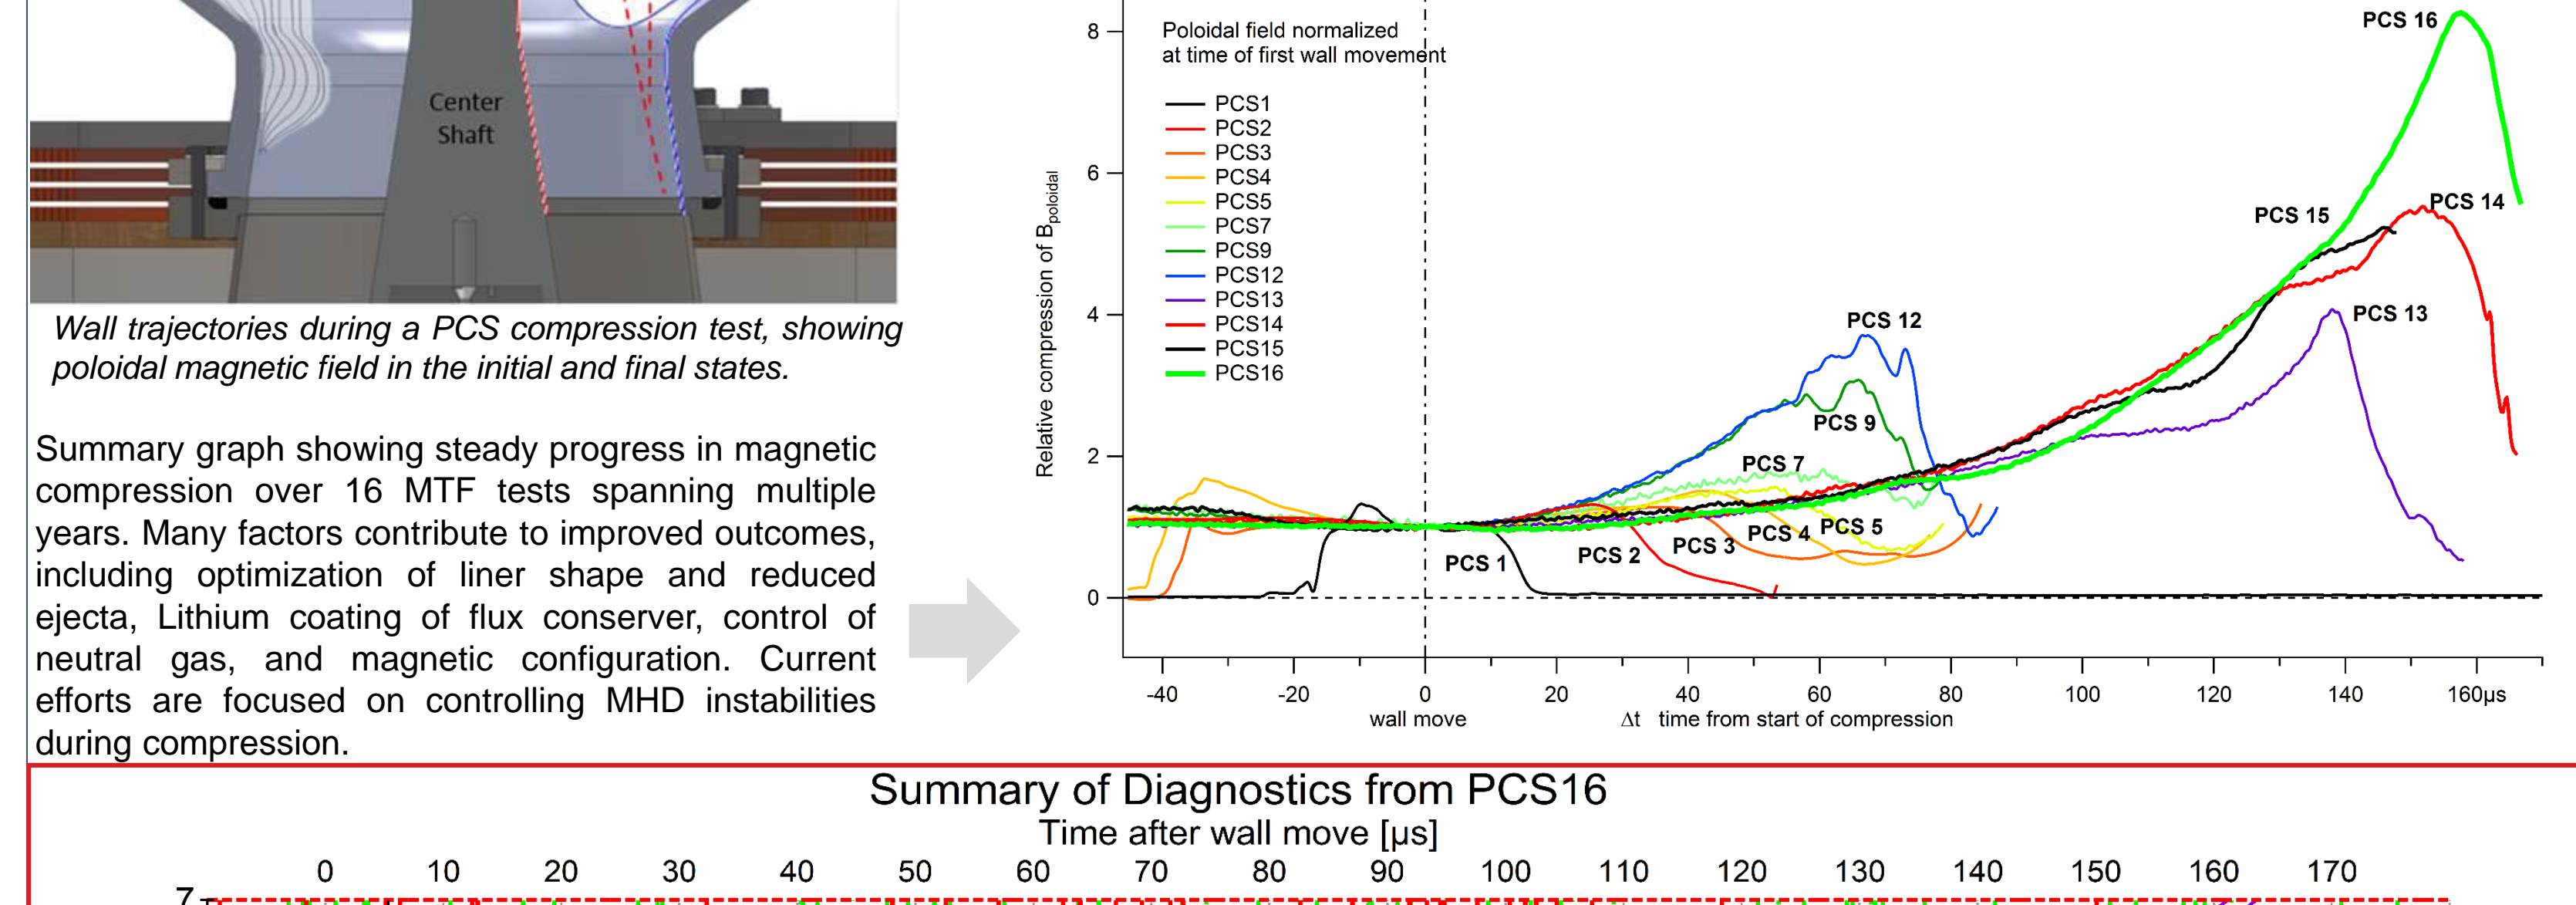 Center
Shaft
Wall trajectories during a PCS compression test, showing
poloidal magnetic field in the initial and final states.
Summary graph showing steady progress in magnetic
compression over 16 MTF tests spanning multiple
years. Many factors contribute to improved outcomes,
including optimization of liner shape and reduced
ejecta, Lithium coating of flux conserver, control of
neutral gas, and magnetic configuration. Current
efforts are focused on controlling MHD instabilities
during compression.
Relative compression of Bpoloidal
8
6
4
2
0
Poloidal field normalized
at time of first wall movement
PCS1
PCS2
PCS3
PCS4
PCS5
PCS7
PCS9
PCS12
PCS13
PCS14
PCS15
PCS16
PCS 16
PCS 15
PCS 14
PCS 13
PCS 12
PCS 9
PCS 7
PCS 5
PCS 4
PCS 3
PCS 2
PCS 1
-40 -20 0 20 40 60 80 100 120 140 160µs
wall move
Δt time from start of compression
Summary of Diagnostics from PCS16
Time after wall move [µs]
0 10 20 30 40 50 60 70 80 90 100 110 120 130 140 150 160 170
7